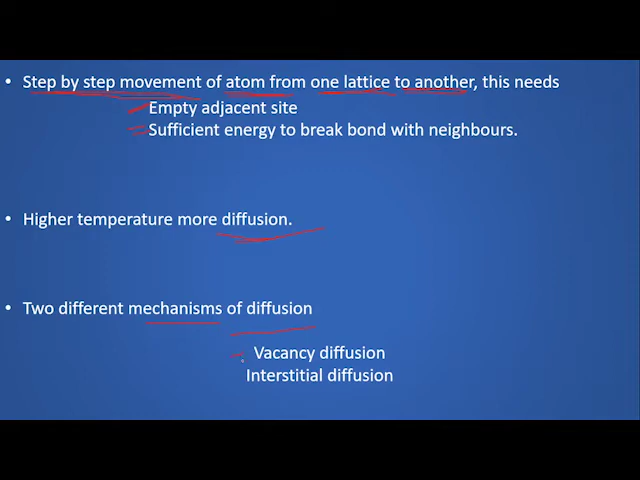 • Step by step movement of atom from one lattice to another, this needs
Empty adjacent site
Sufficient energy to break bond with neighbours.
• Higher temperature more diffusion.
• Two different mechanisms of diffusion
Vacancy diffusion
Interstitial diffusion